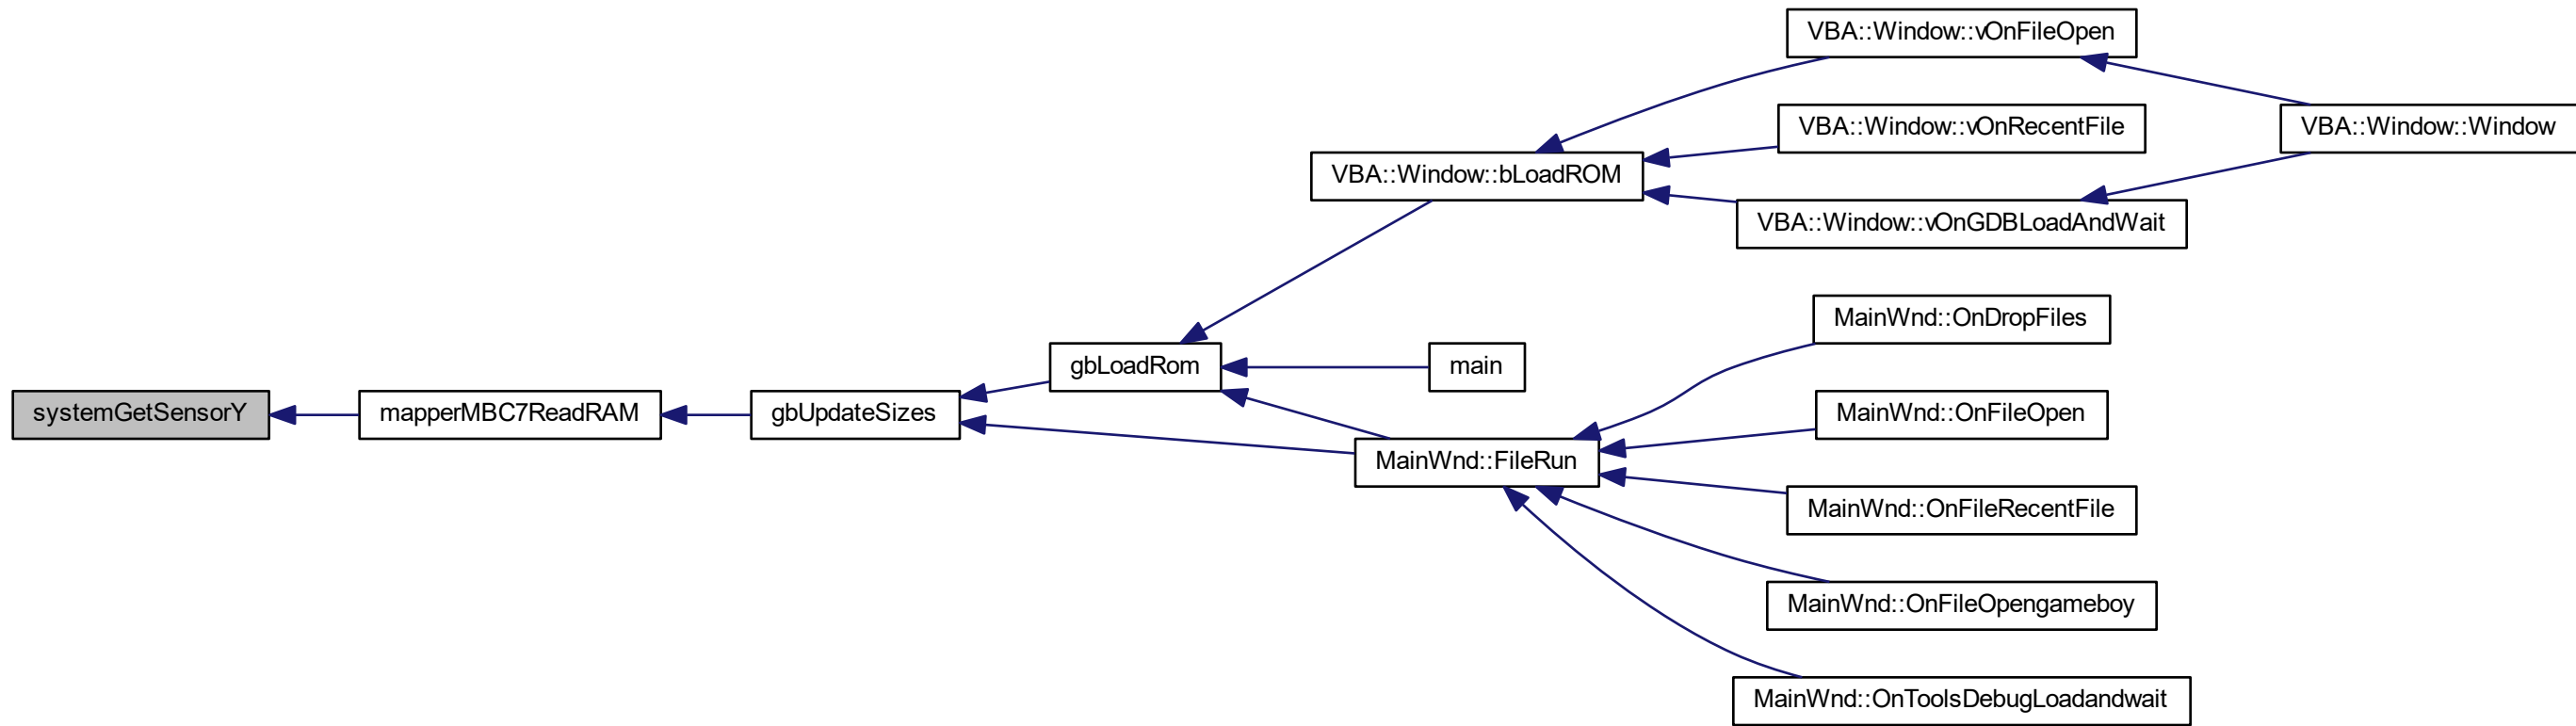 VBA::Window::vOnFileOpen
VBA::Window::vOnRecentFile
VBA::Window::Window
VBA::Window::bLoadROM
VBA::Window::vOnGDBLoadAndWait
MainWnd::OnDropFiles
gbLoadRom
main
systemGetSensorY
mapperMBC7ReadRAM
gbUpdateSizes
MainWnd::OnFileOpen
MainWnd::FileRun
MainWnd::OnFileRecentFile
MainWnd::OnFileOpengameboy
MainWnd::OnToolsDebugLoadandwait